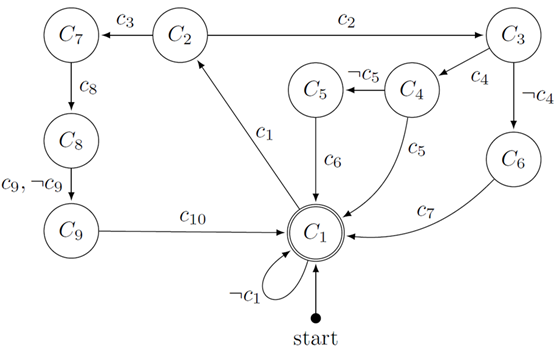 C₇ c₃ C₂ c₂ C₃
c₈ C₅ ¬c₅ C₄ c₄ ¬c₄
C₈ c₁ c₆ c₅ C₆
c₉, ¬c₉ c₇
C₉ c₁₀ C₁
¬c₁
start